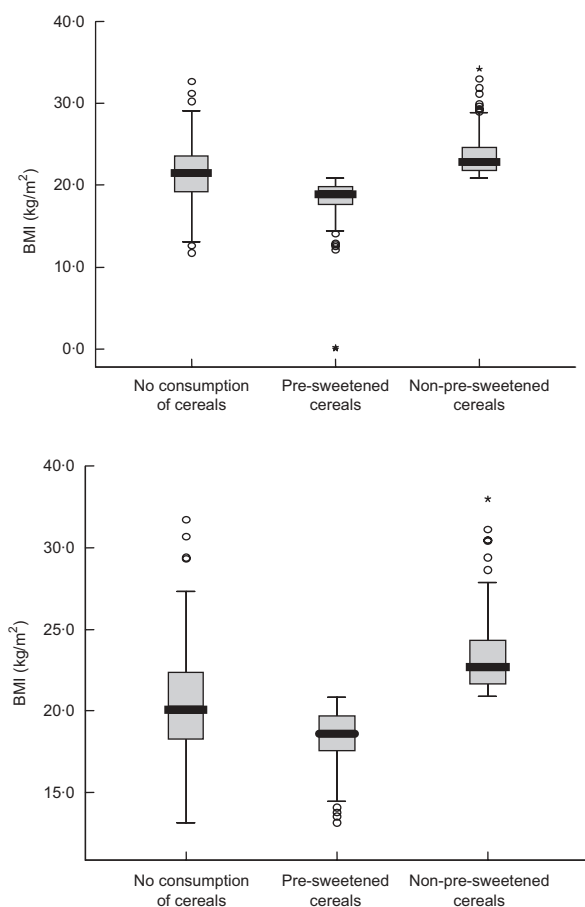 40·0
30·0
20·0
10·0
0·0
BMI (kg/m²)
No consumption of cereals
Pre-sweetened cereals
Non-pre-sweetened cereals
40·0
30·0
25·0
20·0
15·0
BMI (kg/m²)
No consumption of cereals
Pre-sweetened cereals
Non-pre-sweetened cereals